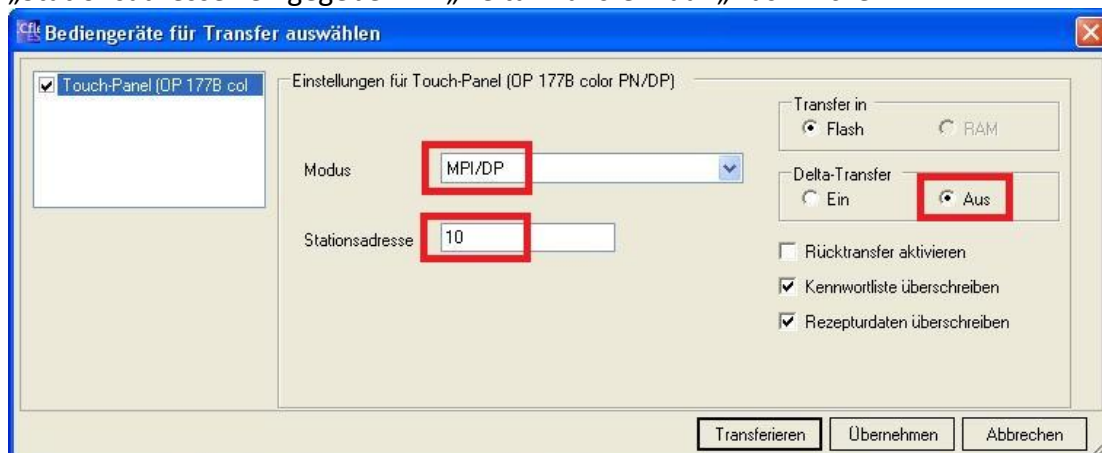 Bediengeräte für Transfer auswählen
Touch-Panel (OP 177B col
Einstellungen für Touch-Panel (OP 177B color PN/DP)
Transfer in
Flash RAM
Modus MPI/DP
Delta-Transfer
Ein Aus
Stationsadresse 10
Rücktransfer aktivieren
Kennwortliste überschreiben
Rezepturdaten überschreiben
Transferieren Übernehmen Abbrechen